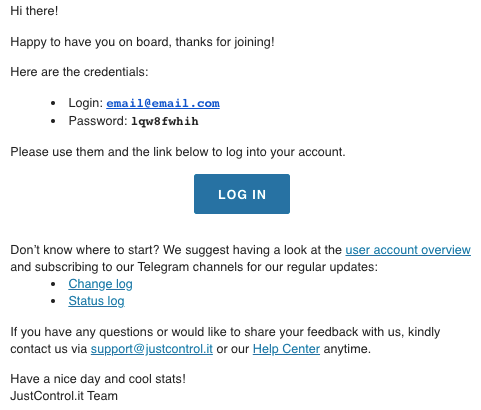 Hi there!
Happy to have you on board, thanks for joining!
Here are the credentials:
• Login: email@email.com
• Password: lqw8fwhih
Please use them and the link below to log into your account.
LOG IN
Don't know where to start? We suggest having a look at the user account overview
and subscribing to our Telegram channels for our regular updates:
• Change log
• Status log
If you have any questions or would like to share your feedback with us, kindly
contact us via support@justcontrol.it or our Help Center anytime.
Have a nice day and cool stats!
JustControl.it Team